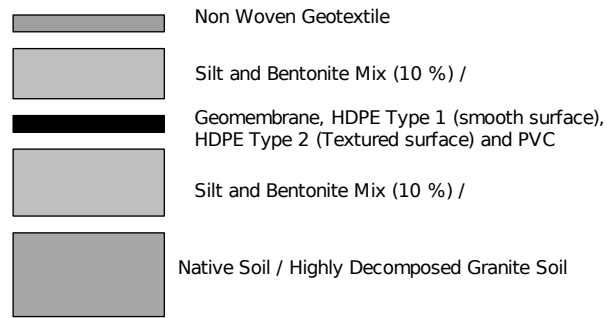 Non Woven Geotextile
Silt and Bentonite Mix (10 %) /
Geomembrane, HDPE Type 1 (smooth surface),
HDPE Type 2 (Textured surface) and PVC
Silt and Bentonite Mix (10 %) /
Native Soil / Highly Decomposed Granite Soil